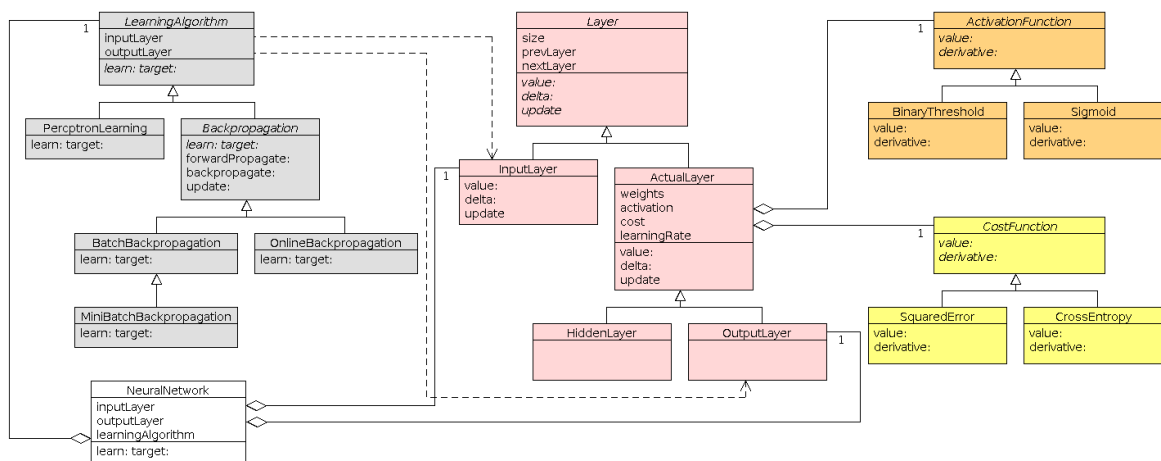 LearningAlgorithm
inputLayer
outputLayer
learn: target:
1
PercptronLearning
learn: target:
Backpropagation
learn: target:
forwardPropagate:
backpropagate:
update:
BatchBackpropagation
learn: target:
OnlineBackpropagation
learn: target:
MiniBatchBackpropagation
learn: target:
NeuralNetwork
inputLayer
outputLayer
learningAlgorithm
learn: target:
Layer
size
prevLayer
nextLayer
value:
delta:
update
1
InputLayer
value:
delta:
update
ActualLayer
weights
activation
cost
learningRate
value:
delta:
update
HiddenLayer
OutputLayer
1
1
ActivationFunction
value:
derivative:
BinaryThreshold
value:
derivative:
Sigmoid
value:
derivative:
1
CostFunction
value:
derivative:
SquaredError
value:
derivative:
CrossEntropy
value:
derivative: